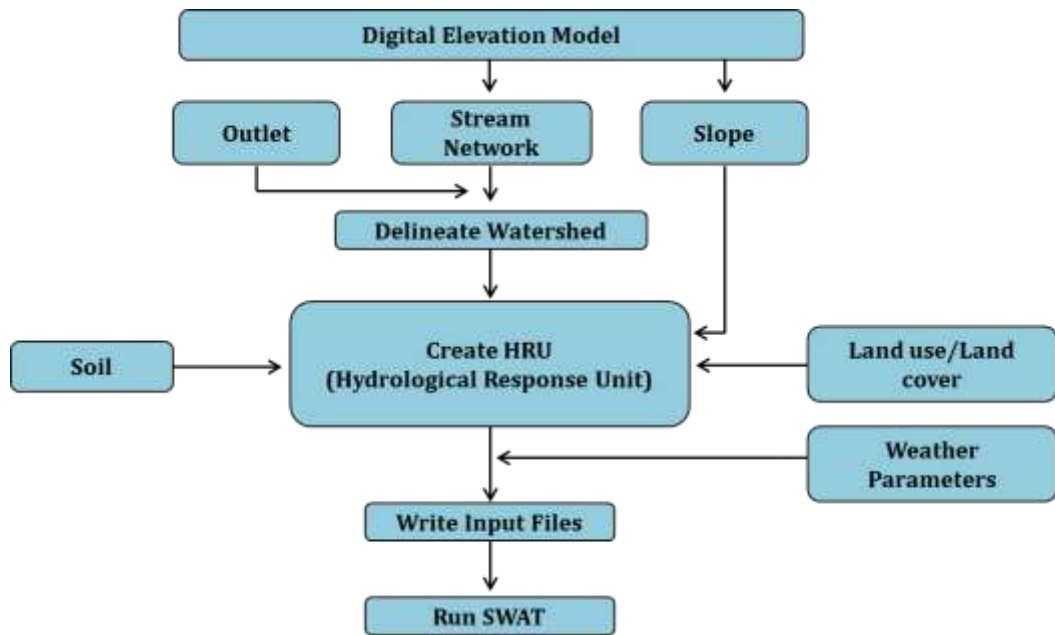 Digital Elevation Model
Outlet
Stream
Network
Slope
Delineate Watershed
Soil
Create HRU
(Hydrological Response Unit)
Land use/Land
cover
Weather
Parameters
Write Input Files
Run SWAT